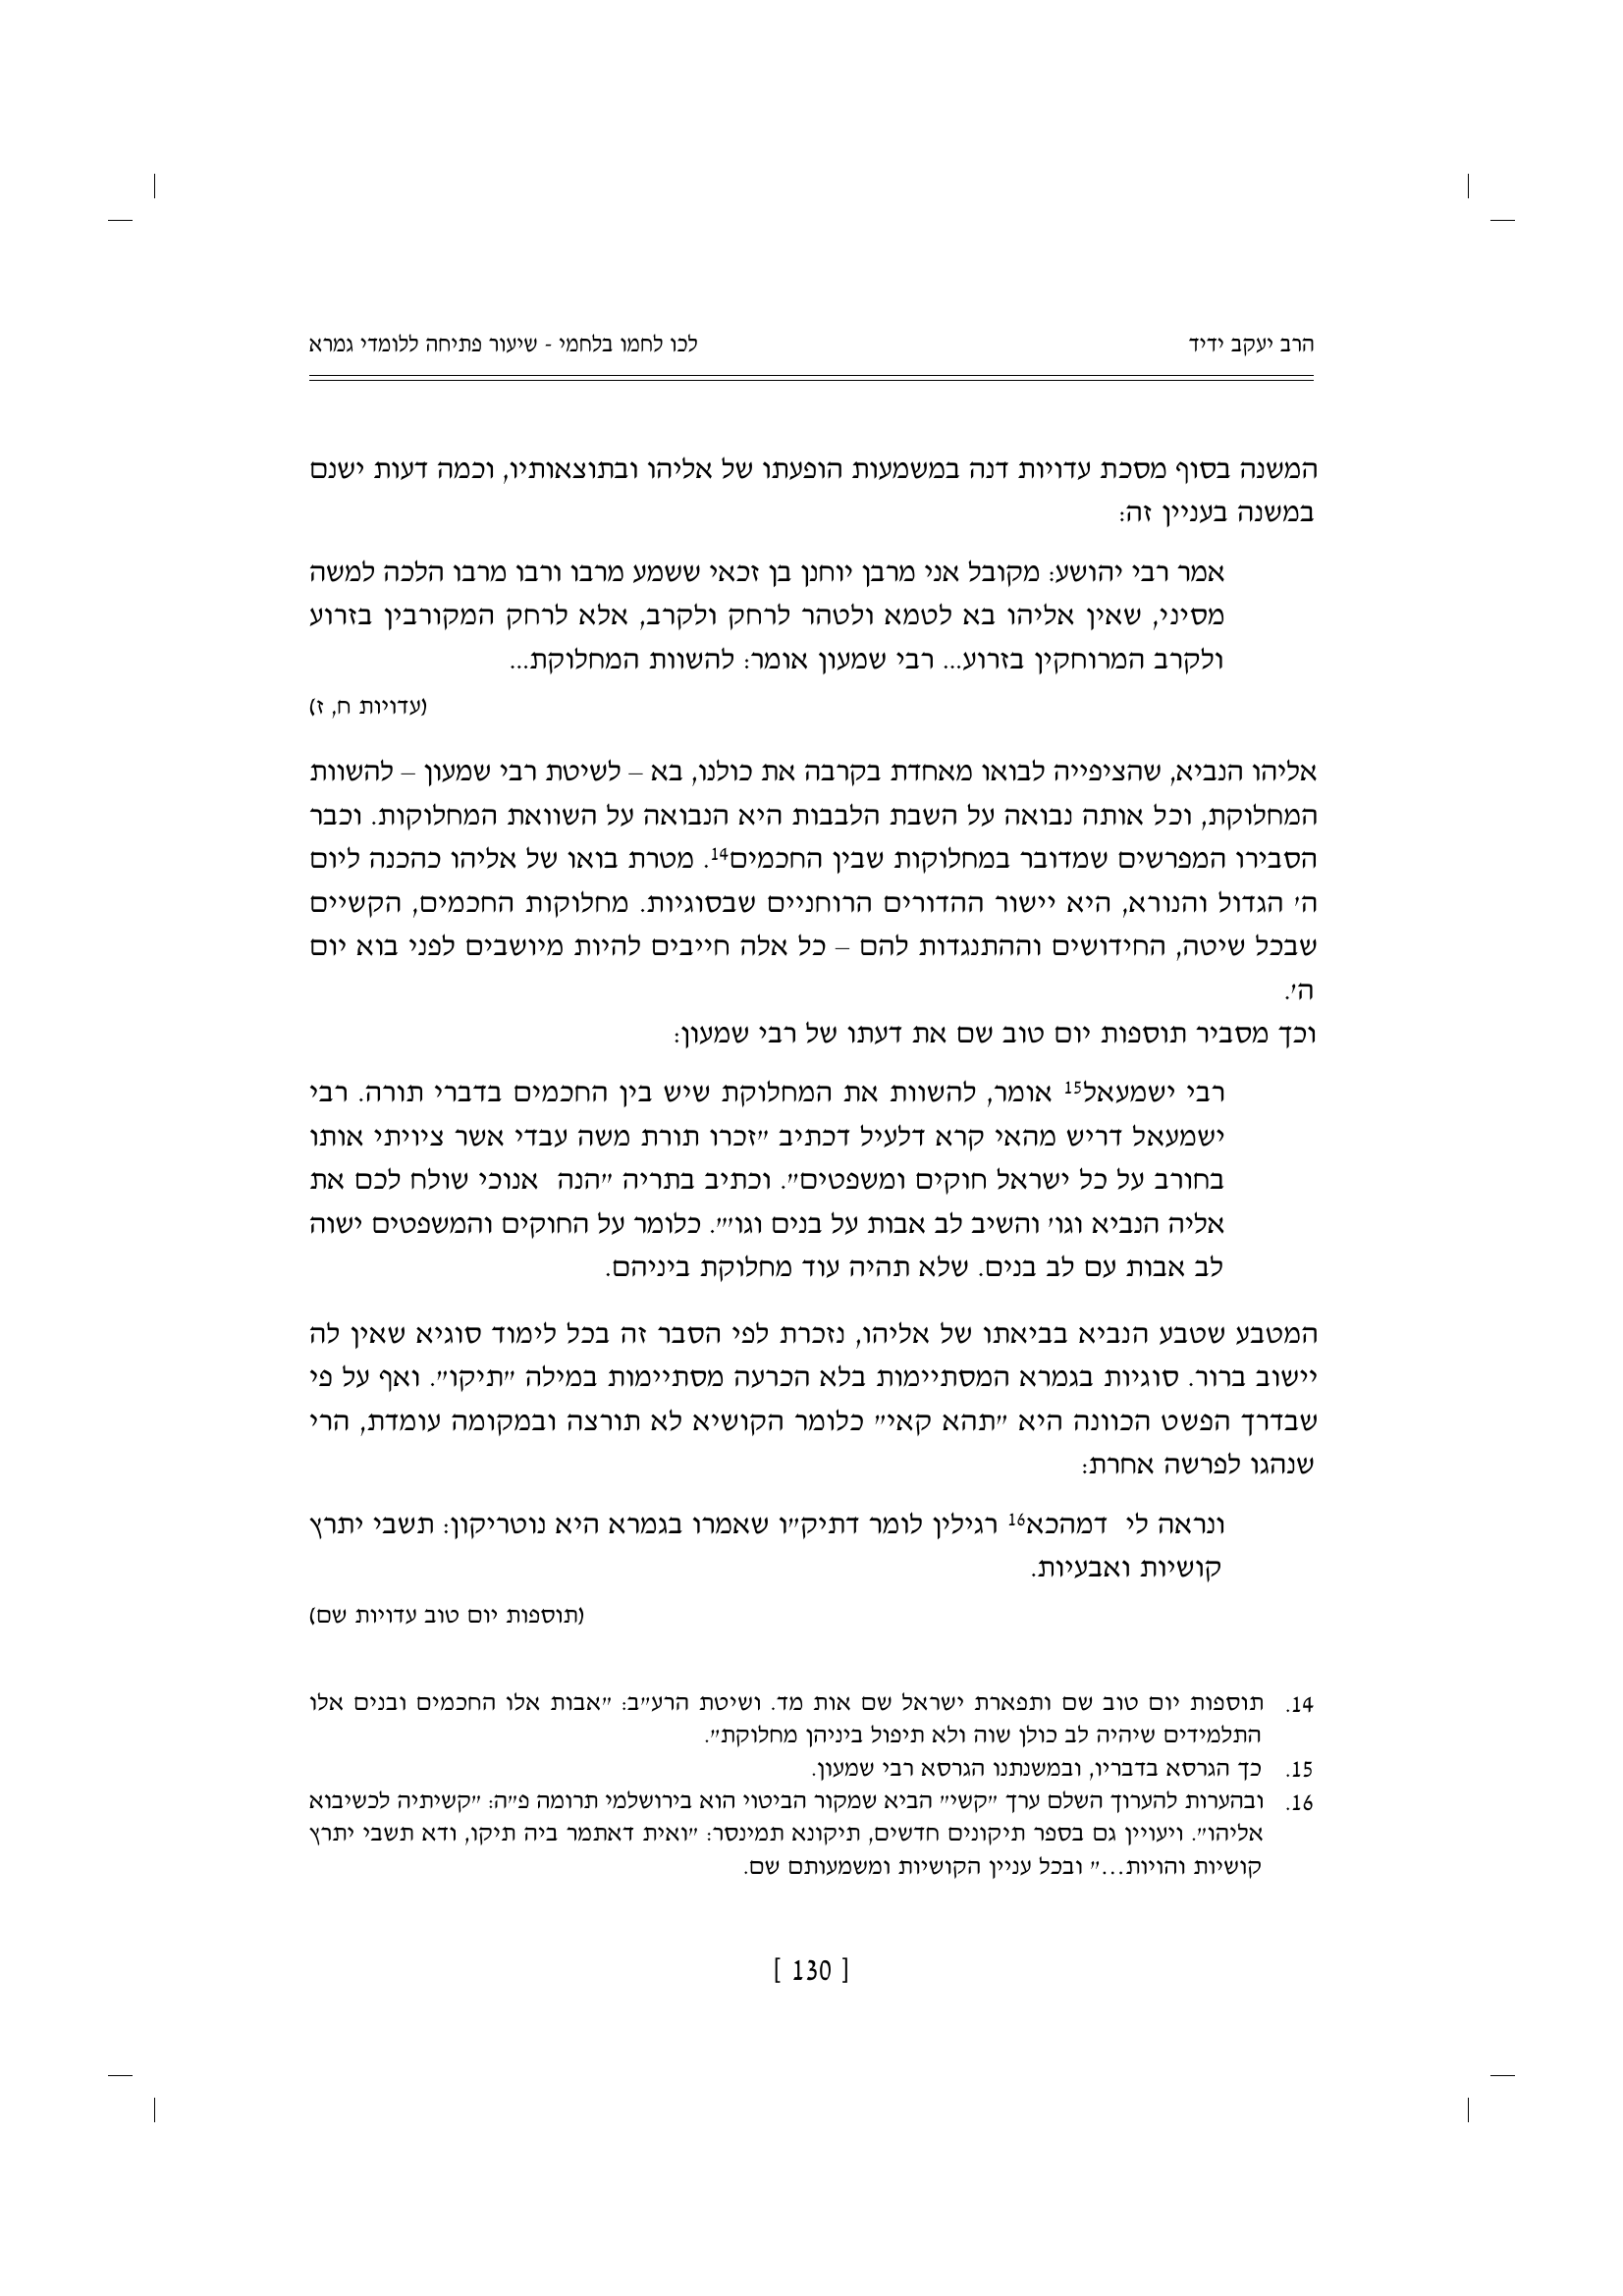 הרב יעקב ידיד
לכו לחמו בלחמי - שיעור פתיחה ללומדי גמרא
המשנה בסוף מסכת עדויות דנה במשמעות הופעתו של אליהו ובתוצאותיו, וכמה דעות ישנם
במשנה בעניין זה:
אמר רבי יהושע: מקובל אני מרבן יוחנן בן זכאי ששמע מרבו ורבו מרבו הלכה למשה
מסיני, שאין אליהו בא לטמא ולטהר לרחק ולקרב, אלא לרחק המקורבין בזרוע
ולקרב המרוחקין בזרוע... רבי שמעון אומר: להשוות המחלוקת...
(עדויות ח, ז)
אליהו הנביא, שהציפייה לבואו מאחדת בקרבה את כולנו, בא – לשיטת רבי שמעון – להשוות
המחלוקת, וכל אותה נבואה על השבת הלבבות היא הנבואה על השוואת המחלוקות. וכבר
הסבירו המפרשים שמדובר במחלוקות שבין החכמים14. מטרת בואו של אליהו כהכנה ליום
ה' הגדול והנורא, היא יישור ההדורים הרוחניים שבסוגיות. מחלוקות החכמים, הקשיים
שבכל שיטה, החידושים וההתנגדות להם – כל אלה חייבים להיות מיושבים לפני בוא יום
ה'.
וכך מסביר תוספות יום טוב שם את דעתו של רבי שמעון:
רבי ישמעאל15 אומר, להשוות את המחלוקת שיש בין החכמים בדברי תורה. רבי
ישמעאל דריש מהאי קרא דלעיל דכתיב "זכרו תורת משה עבדי אשר ציויתי אותו
בחורב על כל ישראל חוקים ומשפטים". וכתיב בתריה "הנה אנוכי שולח לכם את
אליה הנביא וגו' והשיב לב אבות על בנים וגו'". כלומר על החוקים והמשפטים ישוה
לב אבות עם לב בנים. שלא תהיה עוד מחלוקת ביניהם.
המטבע שטבע הנביא בביאתו של אליהו, נזכרת לפי הסבר זה בכל לימוד סוגיא שאין לה
יישוב ברור. סוגיות בגמרא המסתיימות בלא הכרעה מסתיימות במילה "תיקו". ואף על פי
שבדרך הפשט הכוונה היא "תהא קאי" כלומר הקושיא לא תורצה ובמקומה עומדת, הרי
שנהגו לפרשה אחרת:
ונראה לי דמהכא16 רגילין לומר דתיק"ו שאמרו בגמרא היא נוטריקון: תשבי יתרץ
קושיות ואבעיות.
(תוספות יום טוב עדויות שם)
14. תוספות יום טוב שם ותפארת ישראל שם אות מד. ושיטת הרע"ב: "אבות אלו החכמים ובנים אלו
התלמידים שיהיה לב כולן שוה ולא תיפול ביניהן מחלוקת".
15. כך הגרסא בדבריו, ובמשנתנו הגרסא רבי שמעון.
16. ובהערות להערוך השלם ערך "קשי" הביא שמקור הביטוי הוא בירושלמי תרומה פ"ה: "קשיתיה לכשיבוא
אליהו". ויעויין גם בספר תיקונים חדשים, תיקונא תמינסר: "ואית דאתמר ביה תיקו, ודא תשבי יתרץ
קושיות והויות..." ובכל עניין הקושיות ומשמעותם שם.
[ 130 ]